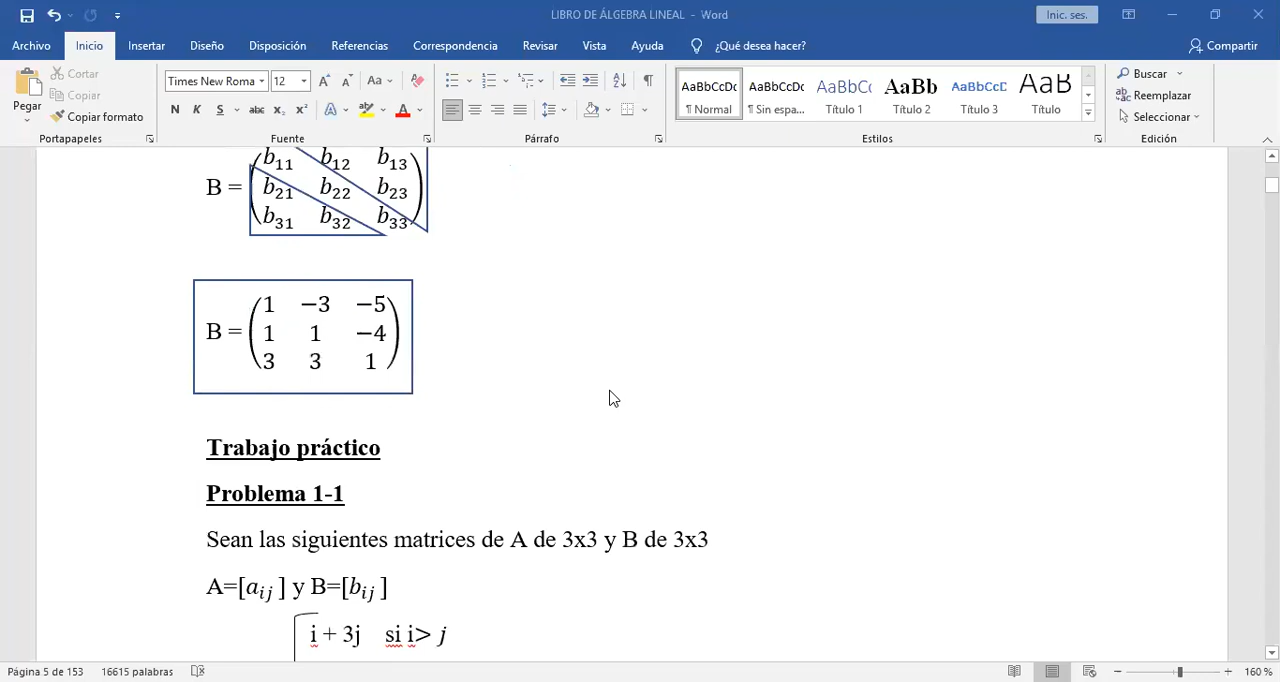 LIBRO DE ÁLGEBRA LINEAL - Word
Inic. ses.
Archivo Inicio Insertar Diseño Disposición Referencias Correspondencia Revisar Vista Ayuda ¿Qué desea hacer? Compartir
Pegar
Cortar
Copiar
Copiar formato
Portapapeles
Times New Roma 12
Aa
N K S abc x₂ x² A A
Fuente
Párrafo
AaBbCcDc AaBbCcDc AaBbC AaBb AaBbCcC AaB
¶ Normal ¶ Sin espa... Título 1 Título 2 Título 3 Título
Estilos
Buscar
Reemplazar
Seleccionar
Edición
b₁₁ b₁₂ b₁₃
B = b₂₁ b₂₂ b₂₃
b₃₁ b₃₂ b₃₃
1 −3 −5
B = 1 1 −4
3 3 1
Trabajo práctico
Problema 1-1
Sean las siguientes matrices de A de 3x3 y B de 3x3
A=[aᵢⱼ ] y B=[bᵢⱼ ]
i + 3j si i> j
Página 5 de 153 16615 palabras 160 %